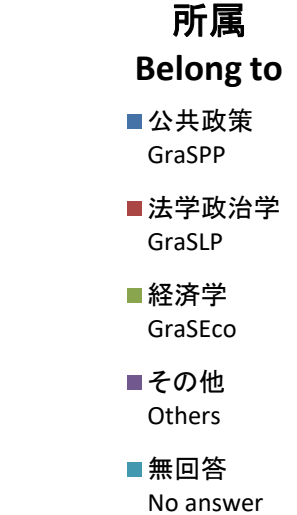 所属
Belong to
公共政策
GraSPP
法学政治学
GraSLP
経済学
GraSEco
その他
Others
無回答
No answer